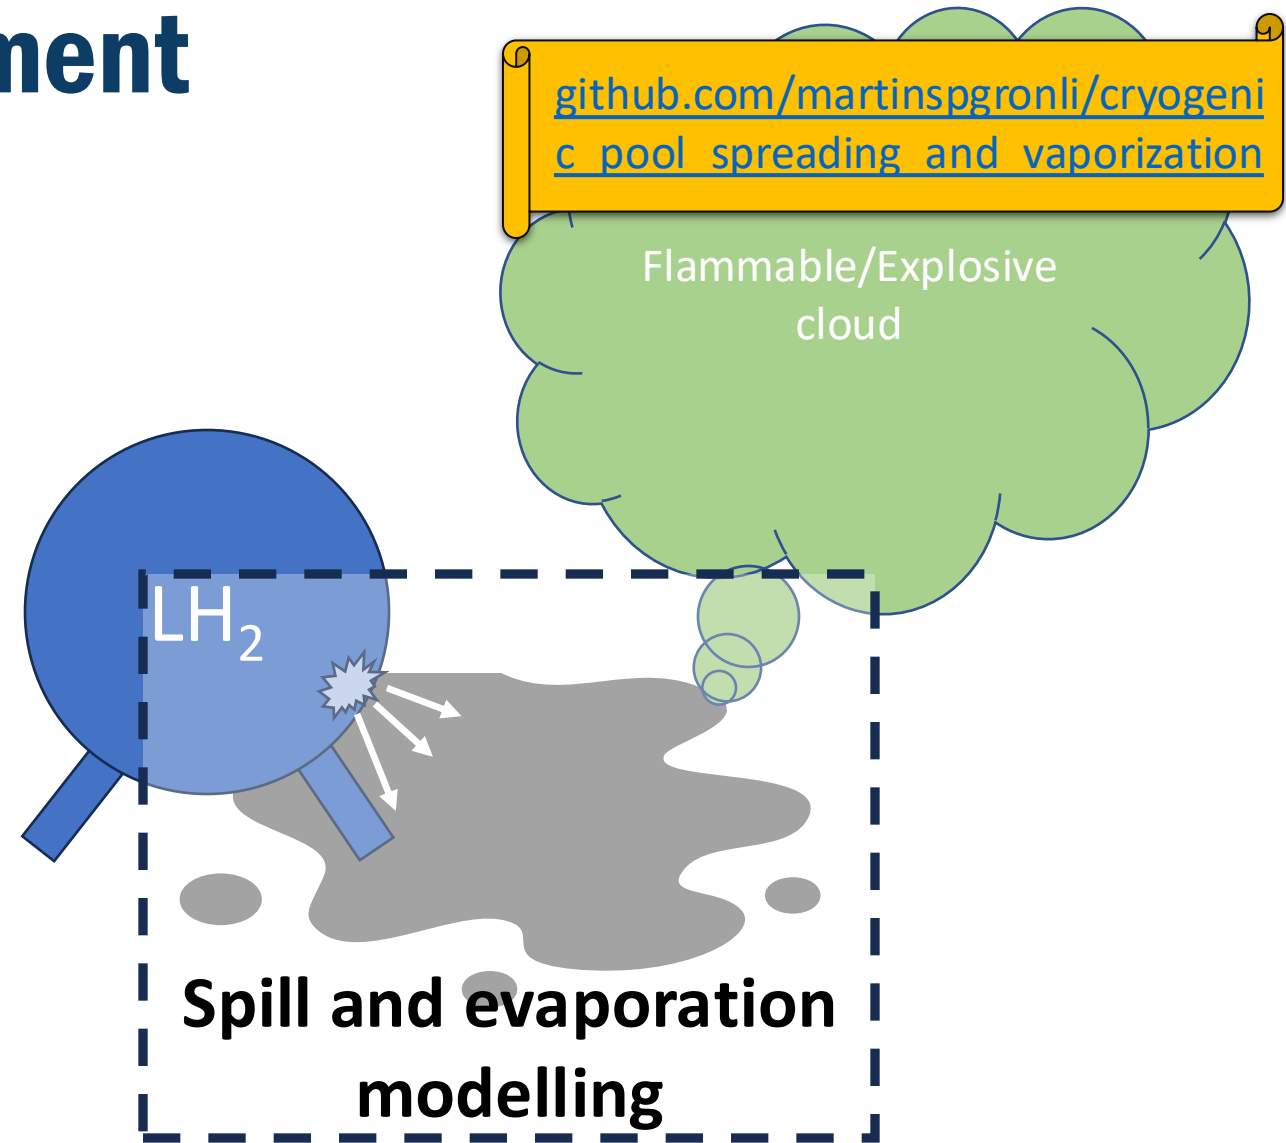 ment
github.com/martinspgronli/cryogeni
c_pool_spreading_and_vaporization
Flammable/Explosive
cloud
LH₂
Spill and evaporation
modelling